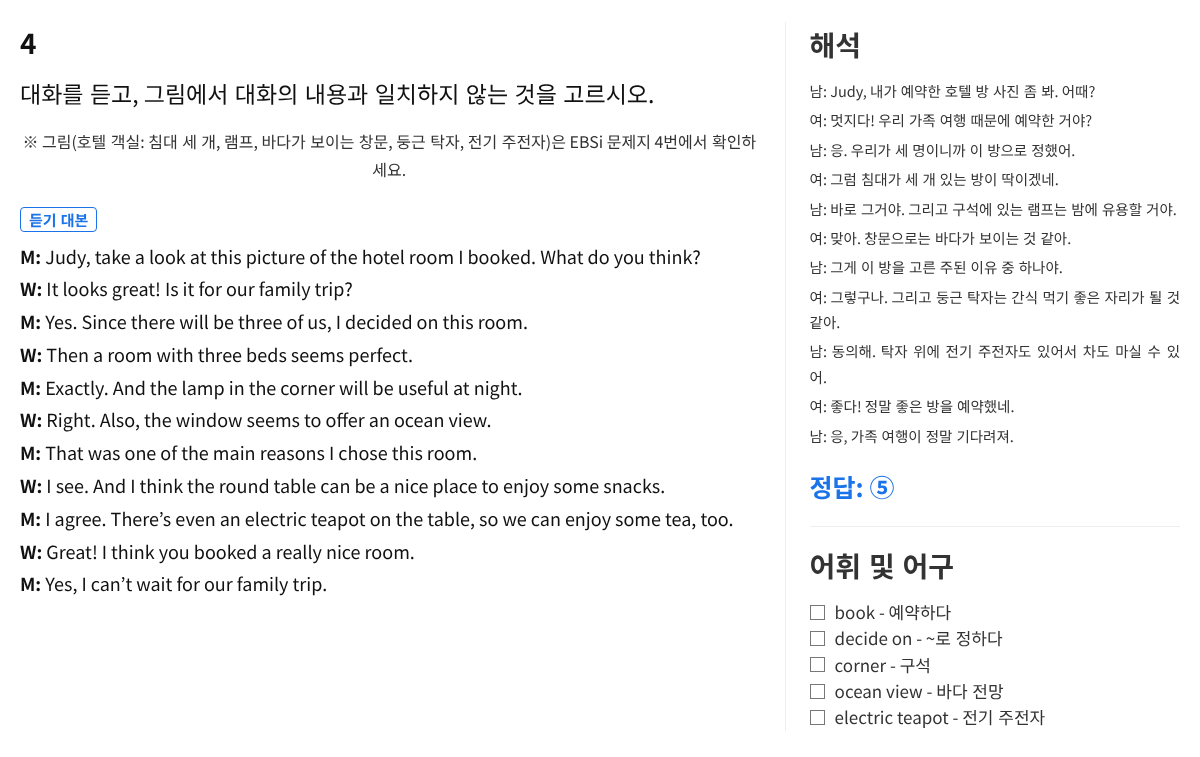 4
대화를 듣고, 그림에서 대화의 내용과 일치하지 않는 것을 고르시오.
※ 그림(호텔 객실: 침대 세 개, 램프, 바다가 보이는 창문, 둥근 탁자, 전기 주전자)은 EBSi 문제지 4번에서 확인하
세요.
듣기 대본
M: Judy, take a look at this picture of the hotel room I booked. What do you think?
W: It looks great! Is it for our family trip?
M: Yes. Since there will be three of us, I decided on this room.
W: Then a room with three beds seems perfect.
M: Exactly. And the lamp in the corner will be useful at night.
W: Right. Also, the window seems to offer an ocean view.
M: That was one of the main reasons I chose this room.
W: I see. And I think the round table can be a nice place to enjoy some snacks.
M: I agree. There’s even an electric teapot on the table, so we can enjoy some tea, too.
W: Great! I think you booked a really nice room.
M: Yes, I can’t wait for our family trip.
해석
남: Judy, 내가 예약한 호텔 방 사진 좀 봐. 어때?
여: 멋지다! 우리 가족 여행 때문에 예약한 거야?
남: 응. 우리가 세 명이니까 이 방으로 정했어.
여: 그럼 침대가 세 개 있는 방이 딱이겠네.
남: 바로 그거야. 그리고 구석에 있는 램프는 밤에 유용할 거야.
여: 맞아. 창문으로는 바다가 보이는 것 같아.
남: 그게 이 방을 고른 주된 이유 중 하나야.
여: 그렇구나. 그리고 둥근 탁자는 간식 먹기 좋은 자리가 될 것
같아.
남: 동의해. 탁자 위에 전기 주전자도 있어서 차도 마실 수 있
어.
여: 좋다! 정말 좋은 방을 예약했네.
남: 응, 가족 여행이 정말 기다려져.
정답: ⑤
어휘 및 어구
☐ book - 예약하다
☐ decide on - ~로 정하다
☐ corner - 구석
☐ ocean view - 바다 전망
☐ electric teapot - 전기 주전자